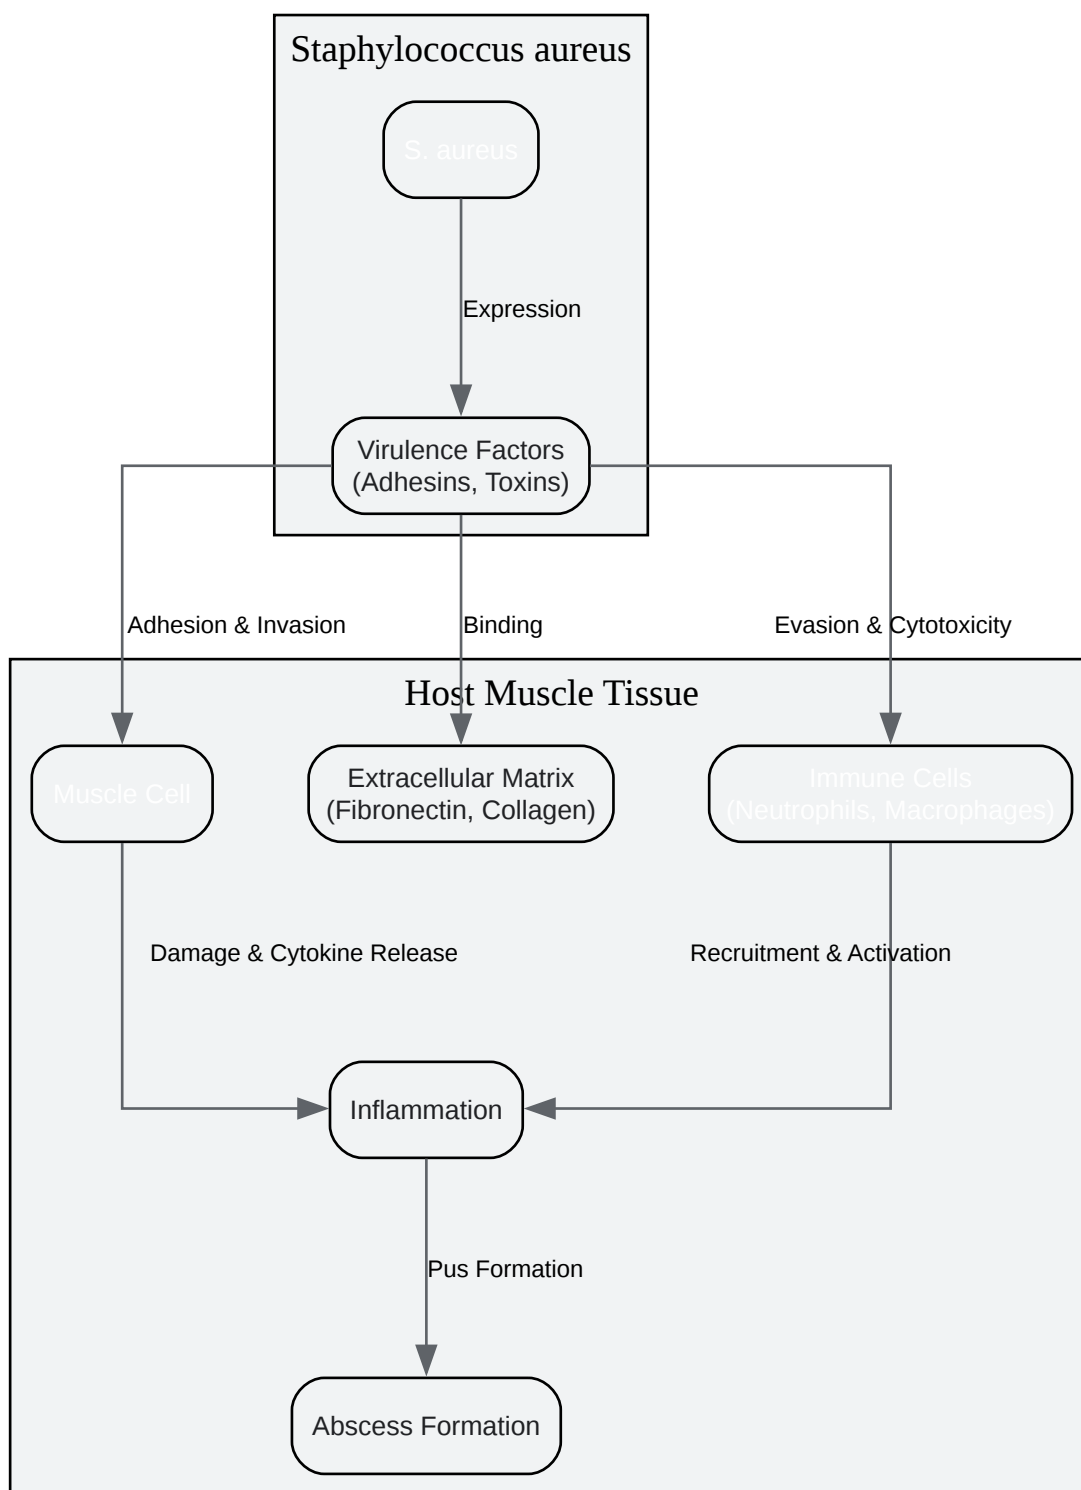 Staphylococcus aureus
S. aureus
Expression
Virulence Factors
(Adhesins, Toxins)
Adhesion & Invasion
Binding
Evasion & Cytotoxicity
Host Muscle Tissue
Muscle Cell
Extracellular Matrix
(Fibronectin, Collagen)
Immune Cells
(Neutrophils, Macrophages)
Damage & Cytokine Release
Recruitment & Activation
Inflammation
Pus Formation
Abscess Formation